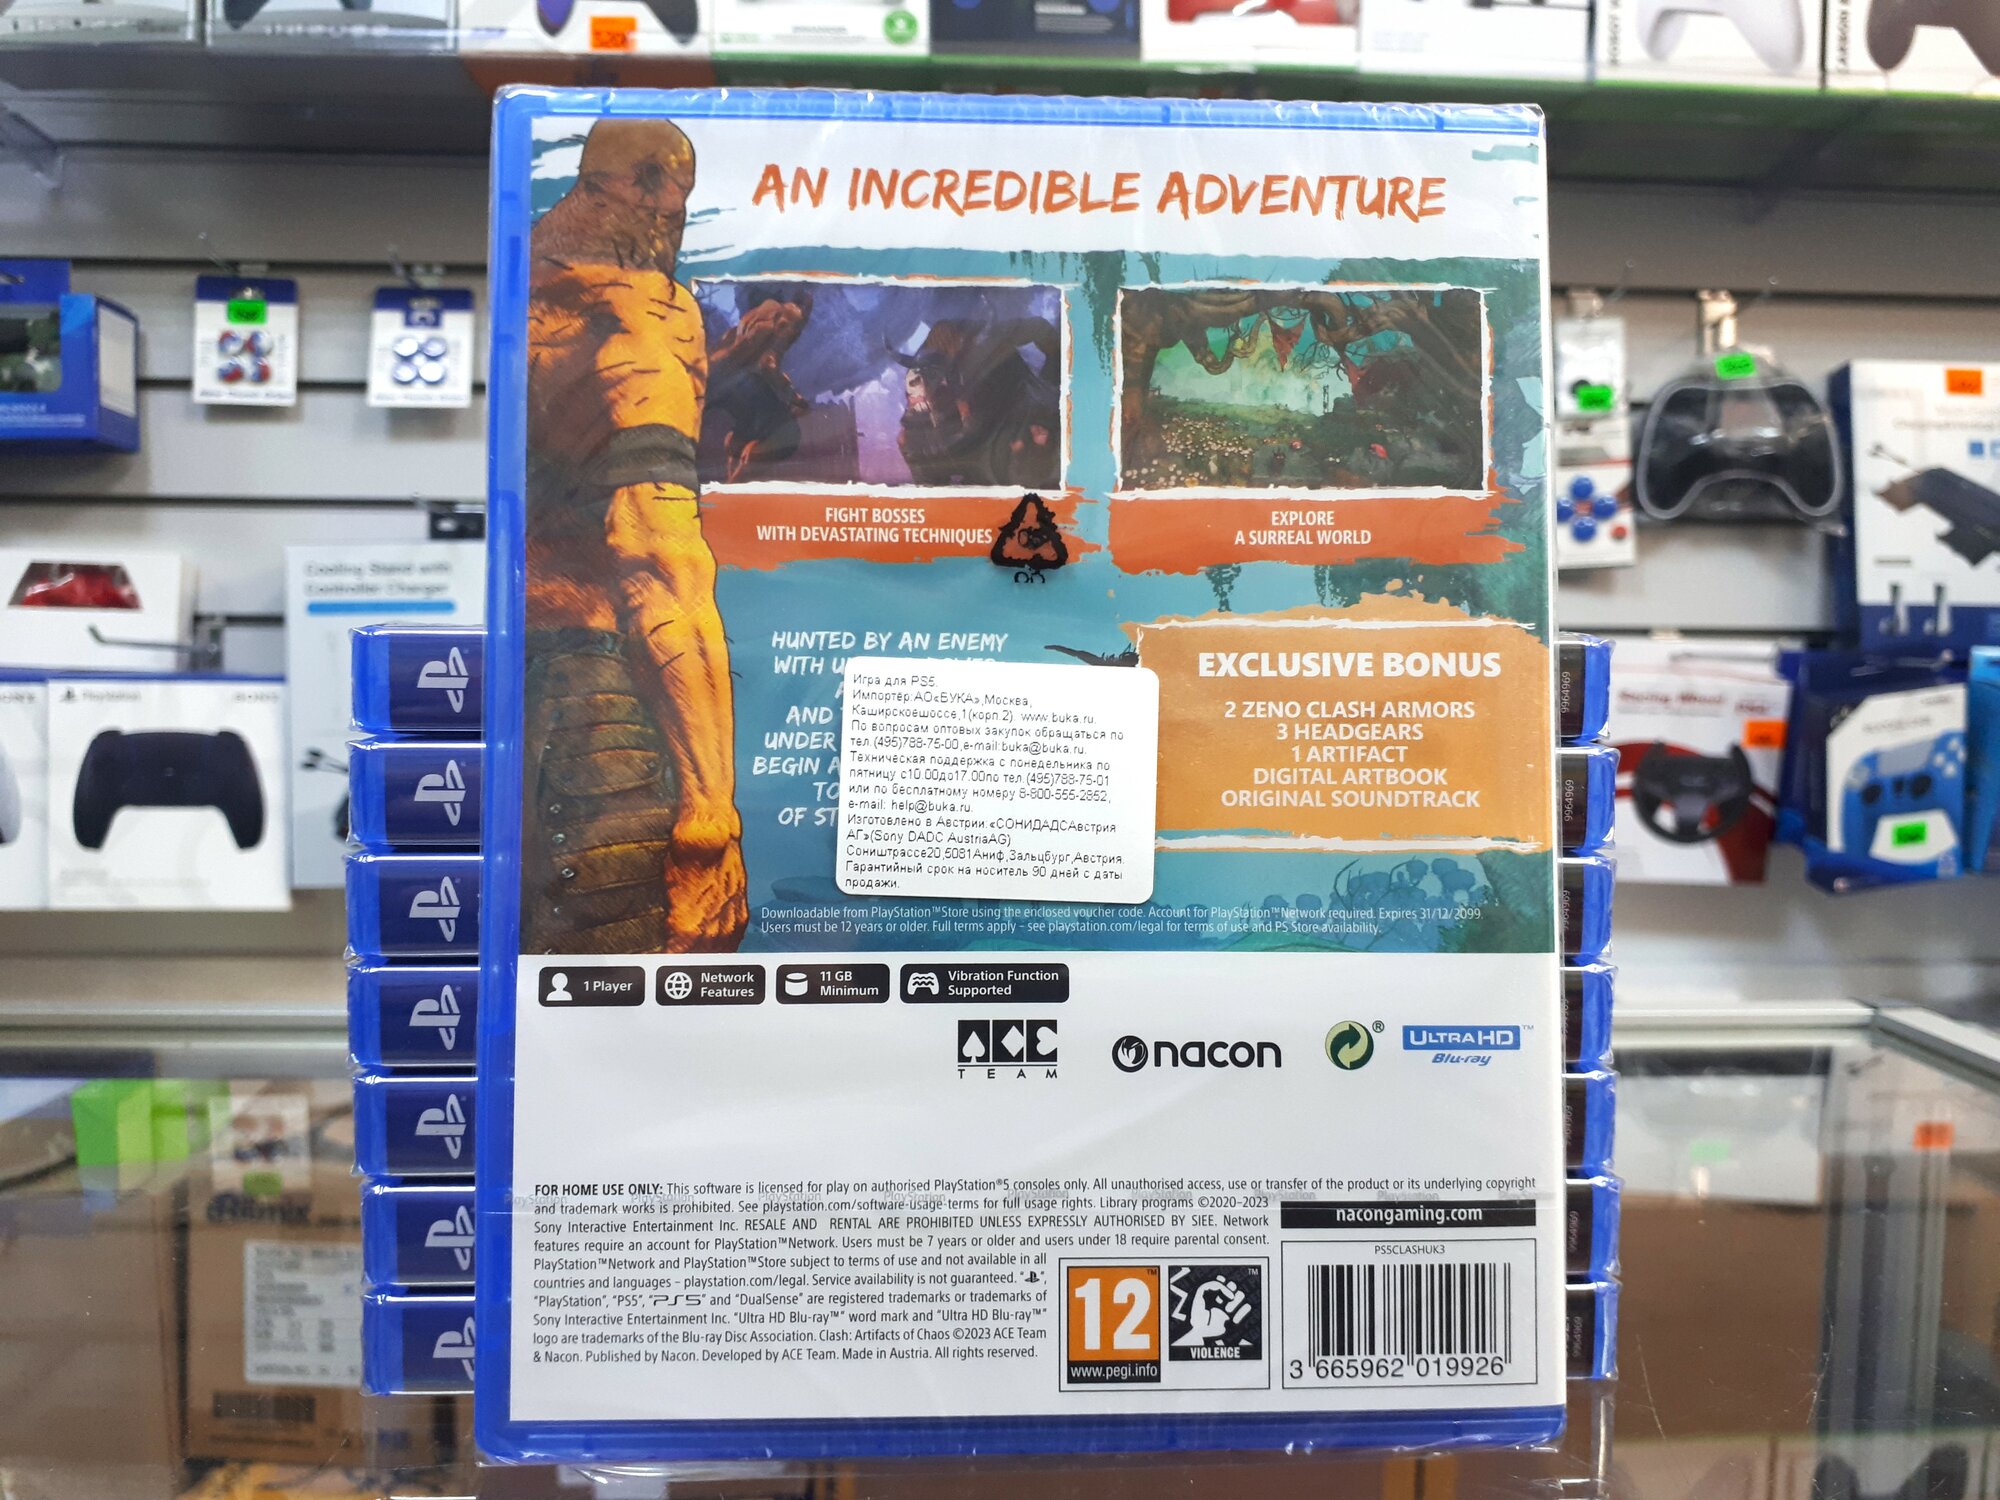 AN INCREDIBLE ADVENTURE
FIGHT BOSSES
WITH DEVASTATING TECHNIQUES
EXPLORE
A SURREAL WORLD
HUNTED BY AN ENEMY
WITH
AND
UNDER
BEGIN A
TO
OF ST
Игра для PS5.
Импортёр:АО«БУКА»,Москва,
Каширскоешоссе,1(корп.2). www.buka.ru.
По вопросам оптовых закупок обращаться по
тел.(495)788-75-00,e-mail:buka@buka.ru.
Техническая поддержка с понедельника по
пятницу с10.00до17.00по тел.(495)788-75-01
или по бесплатному номеру 8-800-555-2852,
e-mail: help@buka.ru.
Изготовлено в Австрии:«СОНИДАДСАвстрия
АГ»(Sony DADC AustriaAG)
Соништрассе20,5081Аниф,Зальцбург,Австрия.
Гарантийный срок на носитель 90 дней с даты
продажи.
EXCLUSIVE BONUS
2 ZENO CLASH ARMORS
3 HEADGEARS
1 ARTIFACT
DIGITAL ARTBOOK
ORIGINAL SOUNDTRACK
Downloadable from PlayStation™Store using the enclosed voucher code. Account for PlayStation™Network required. Expires 31/12/2099.
Users must be 12 years or older. Full terms apply – see playstation.com/legal for terms of use and PS Store availability.
1 Player
Network
Features
11 GB
Minimum
Vibration Function
Supported
ACE
TEAM
nacon
®
ULTRA HD™
Blu-ray
FOR HOME USE ONLY: This software is licensed for play on authorised PlayStation®5 consoles only. All unauthorised access, use or transfer of the product or its underlying copyright
and trademark works is prohibited. See playstation.com/software-usage-terms for full usage rights. Library programs ©2020–2023
Sony Interactive Entertainment Inc. RESALE AND RENTAL ARE PROHIBITED UNLESS EXPRESSLY AUTHORISED BY SIEE. Network
features require an account for PlayStation™Network. Users must be 7 years or older and users under 18 require parental consent.
PlayStation™Network and PlayStation™Store subject to terms of use and not available in all
countries and languages – playstation.com/legal. Service availability is not guaranteed. "PS",
"PlayStation", "PS5", "PS5" and "DualSense" are registered trademarks or trademarks of
Sony Interactive Entertainment Inc. "Ultra HD Blu-ray™" word mark and "Ultra HD Blu-ray™"
logo are trademarks of the Blu-ray Disc Association. Clash: Artifacts of Chaos ©2023 ACE Team
& Nacon. Published by Nacon. Developed by ACE Team. Made in Austria. All rights reserved.
nacongaming.com
PS5CLASHUK3
3 665962 019926
12
www.pegi.info
VIOLENCE
Cooling Stand with
Controller Charger
PlayStation
SONY
9964969
9964969
9964969